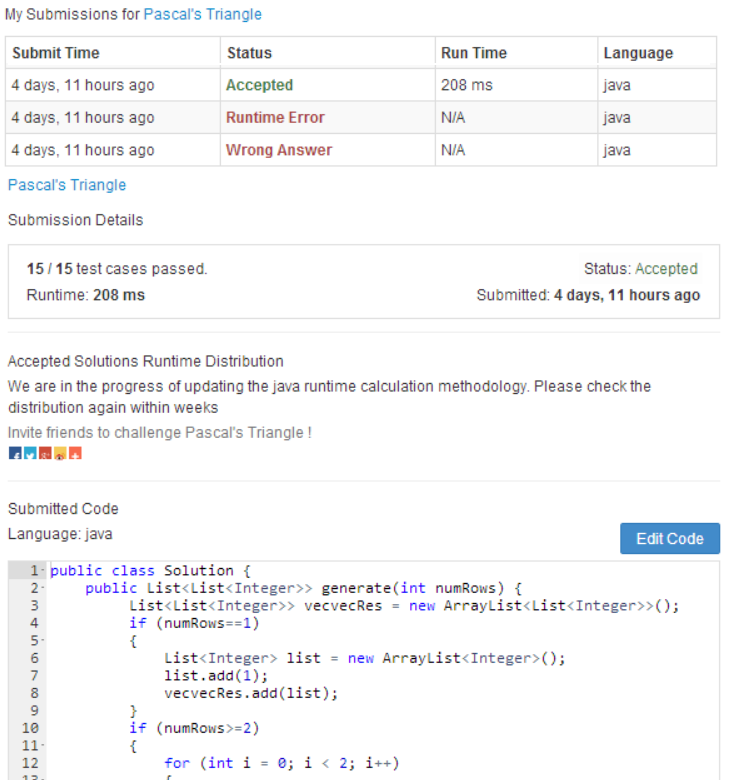 My Submissions for Pascal's Triangle
Submit Time Status Run Time Language
4 days, 11 hours ago Accepted 208 ms java
4 days, 11 hours ago Runtime Error N/A java
4 days, 11 hours ago Wrong Answer N/A java
Pascal's Triangle
Submission Details
15 / 15 test cases passed. Status: Accepted
Runtime: 208 ms Submitted: 4 days, 11 hours ago
Accepted Solutions Runtime Distribution
We are in the progress of updating the java runtime calculation methodology. Please check the
distribution again within weeks
Invite friends to challenge Pascal's Triangle !
Submitted Code
Language: java Edit Code
1 public class Solution {
2 public List<List<Integer>> generate(int numRows) {
3 List<List<Integer>> vecvecRes = new ArrayList<List<Integer>>();
4 if (numRows==1)
5 {
6 List<Integer> list = new ArrayList<Integer>();
7 list.add(1);
8 vecvecRes.add(list);
9 }
10 if (numRows>=2)
11 {
12 for (int i = 0; i < 2; i++)
13 {